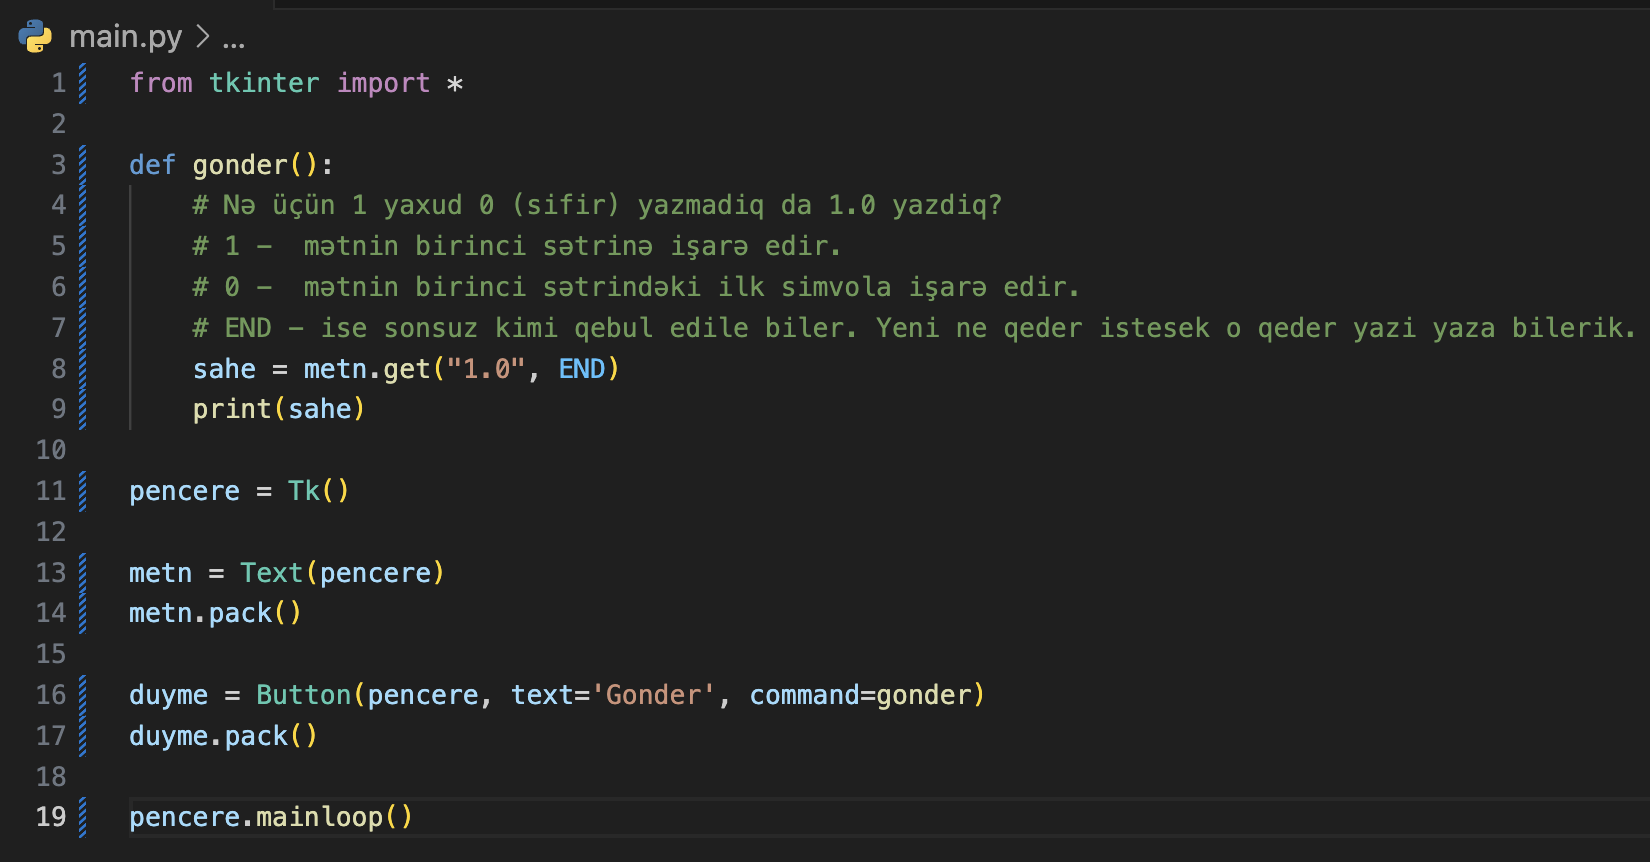 main.py > ...
1 from tkinter import *
2
3 def gonder():
4     # Nə üçün 1 yaxud 0 (sifir) yazmadiq da 1.0 yazdiq?
5     # 1 –  mətnin birinci sətrinə işarə edir.
6     # 0 –  mətnin birinci sətrindəki ilk simvola işarə edir.
7     # END – ise sonsuz kimi qebul edile biler. Yeni ne qeder istesek o qeder yazi yaza bilerik.
8     sahe = metn.get("1.0", END)
9     print(sahe)
10
11 pencere = Tk()
12
13 metn = Text(pencere)
14 metn.pack()
15
16 duyme = Button(pencere, text='Gonder', command=gonder)
17 duyme.pack()
18
19 pencere.mainloop()